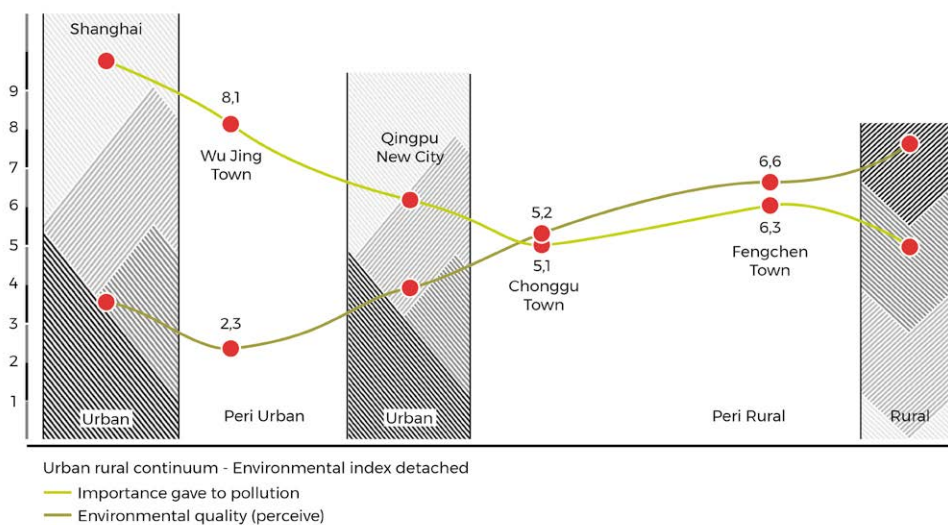 Shanghai
9
8
7
6
5
4
3
2
1
8,1
Wu Jing
Town
Qingpu
New City
2,3
5,2
5,1
Chonggu
Town
6,6
6,3
Fengchen
Town
Urban
Peri Urban
Urban
Peri Rural
Rural
Urban rural continuum - Environmental index detached
Importance gave to pollution
Environmental quality (perceive)